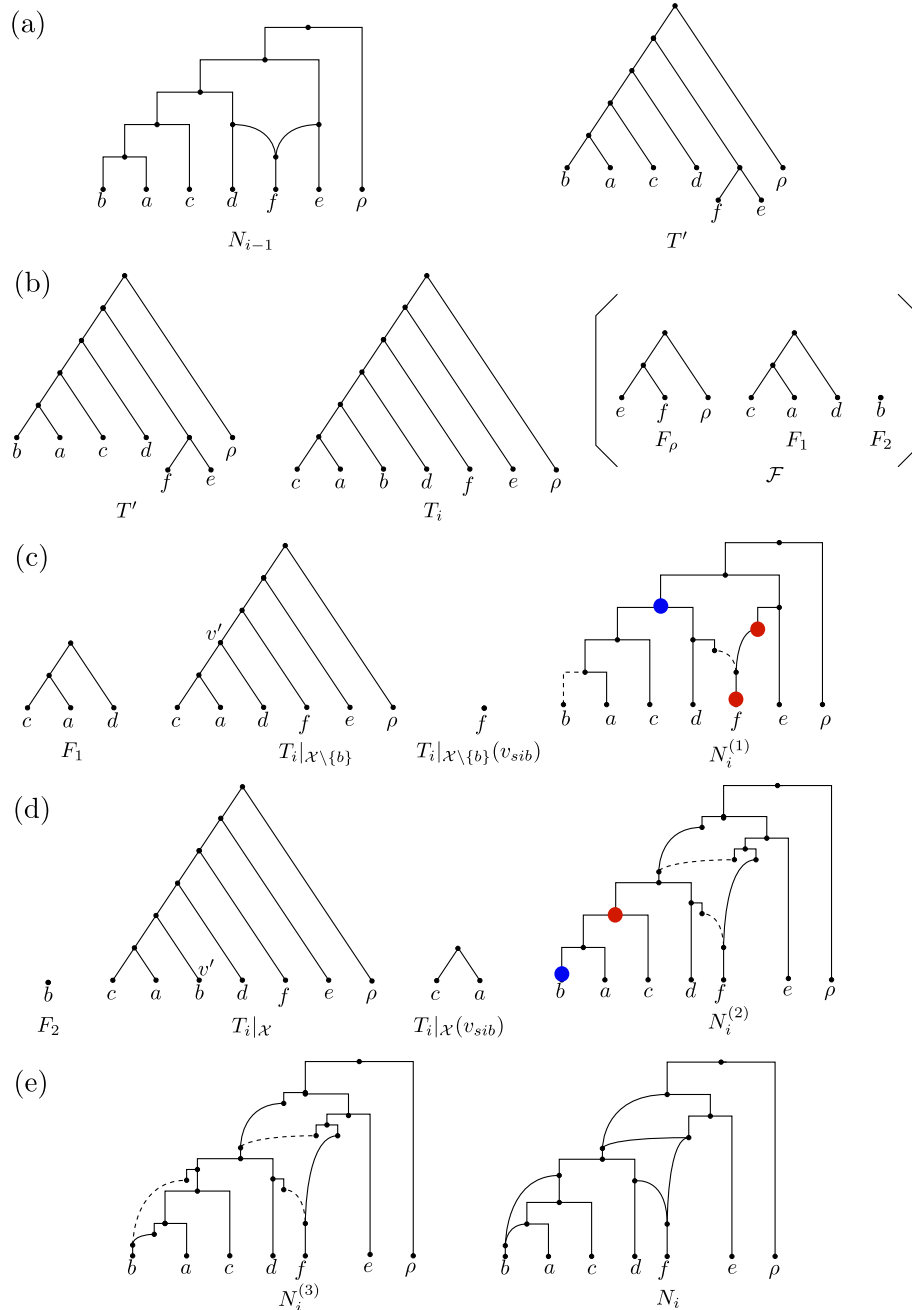 (a)
b a c d f e ρ
N_{i−1}
b a c d ρ
f e
T′
(b)
b a c d ρ
f e
T′
c a b d f e ρ
T_i
e f ρ
F_ρ
c a d
F_1
b
F_2
ℱ
(c)
c a d
F_1
v′
c a d f e ρ
T_i|_{𝒳\{b}}
f
T_i|_{𝒳\{b}}(v_{sib})
b a c d f e ρ
N_i^{(1)}
(d)
b
F_2
v′
c a b d f e ρ
T_i|_𝒳
c a
T_i|_𝒳(v_{sib})
b a c d f e ρ
N_i^{(2)}
(e)
b a c d f e ρ
N_i^{(3)}
b a c d f e ρ
N_i